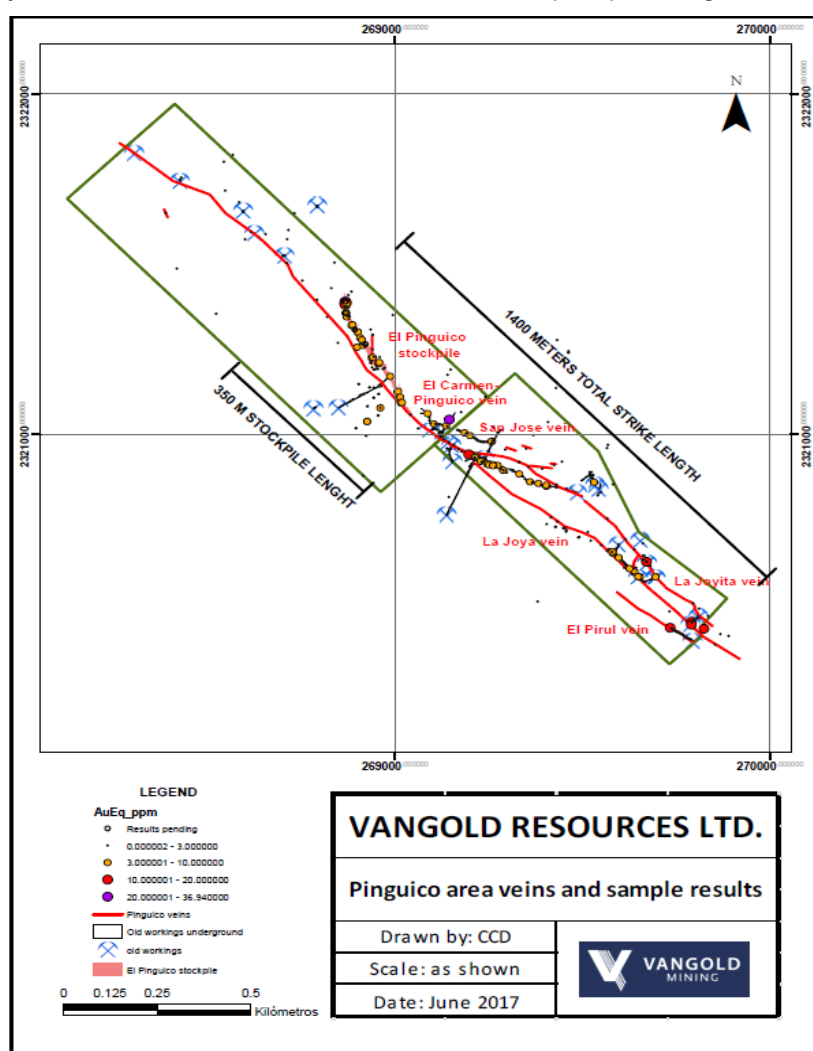 269000
270000
2322000
2322000
N
1400 METERS TOTAL STRIKE LENGTH
El Pinguico
stockpile
El Carmen-
Pinguico vein
350 M STOCKPILE LENGHT
San Jose vein
2321000
2321000
La Joya vein
La Joyita vein
El Pirul vein
269000
270000
LEGEND
AuEq_ppm
Results pending
0.000002 - 3.000000
3.000001 - 10.000000
10.000001 - 20.000000
20.000001 - 36.940000
Pinguico veins
Old workings underground
old workings
El Pinguico stockpile
0 0.125 0.25 0.5
Kilómetros
VANGOLD RESOURCES LTD.
Pinguico area veins and sample results
Drawn by: CCD
Scale: as shown
Date: June 2017
VANGOLD
MINING